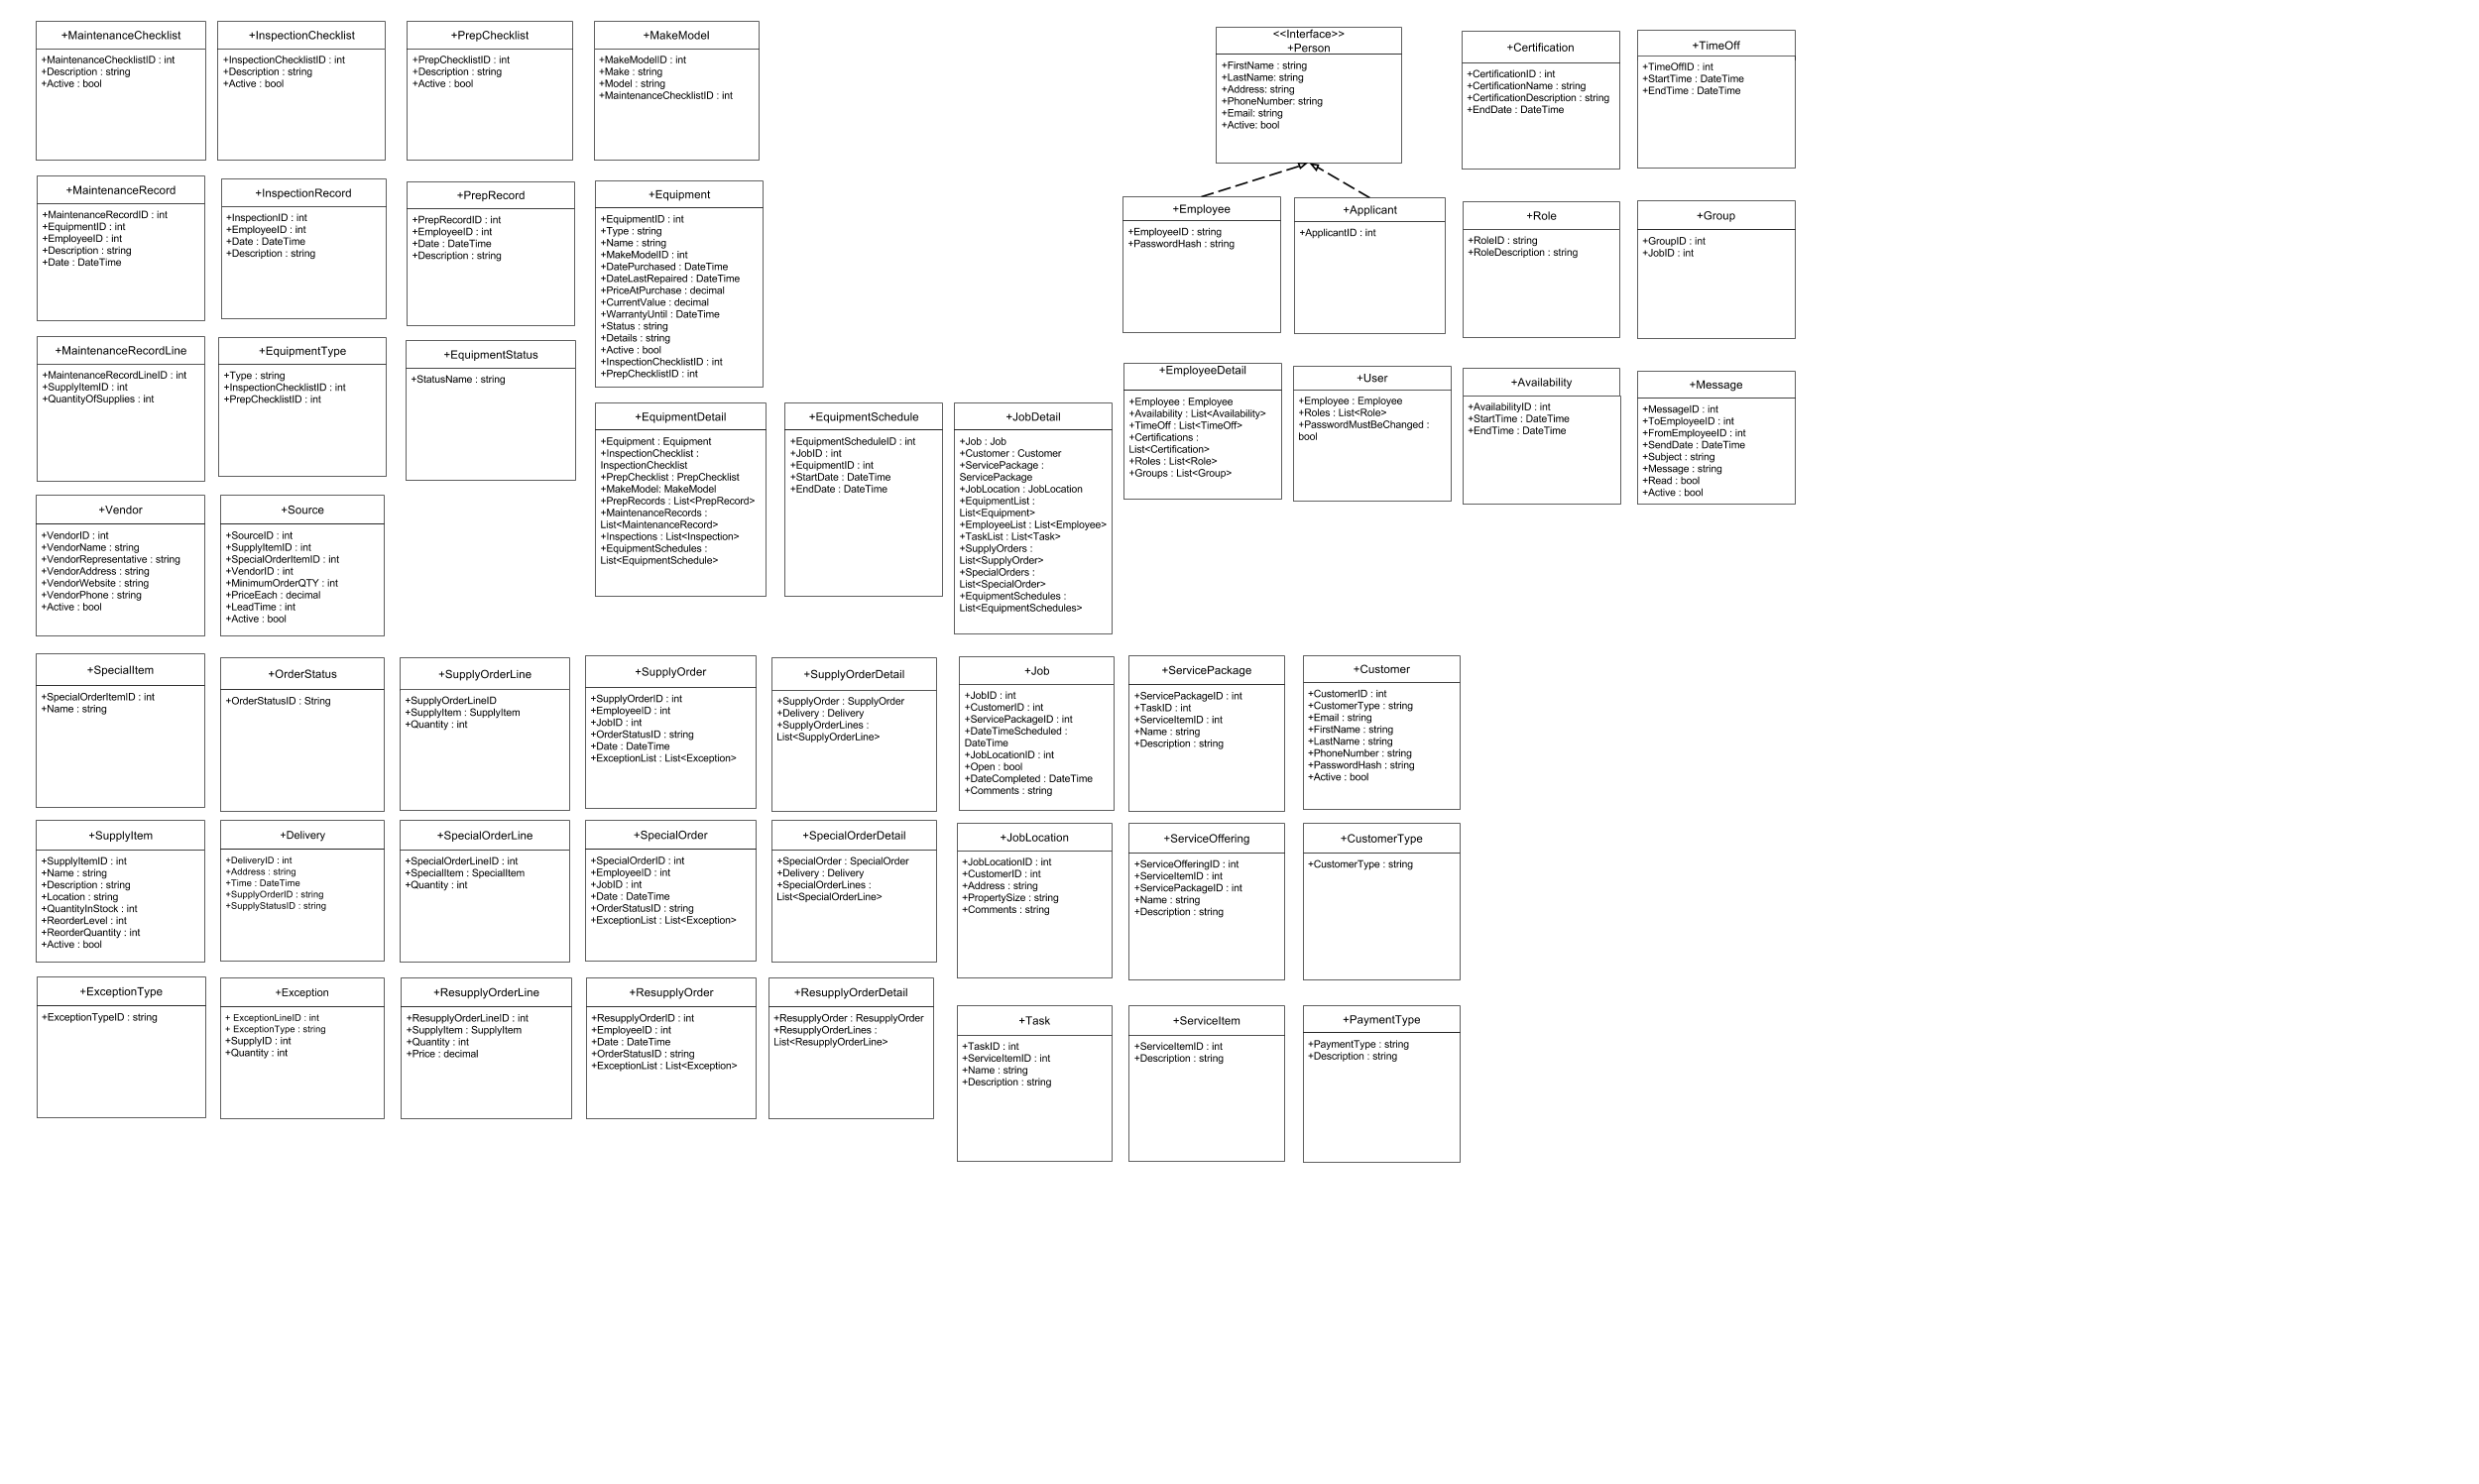 +MaintenanceChecklist
+MaintenanceChecklistID : int
+Description : string
+Active : bool
+InspectionChecklist
+InspectionChecklistID : int
+Description : string
+Active : bool
+PrepChecklist
+PrepChecklistID : int
+Description : string
+Active : bool
+MakeModel
+MakeModelID : int
+Make : string
+Model : string
+MaintenanceChecklistID : int
<<Interface>>
+Person
+FirstName : string
+LastName: string
+Address: string
+PhoneNumber: string
+Email: string
+Active: bool
+Certification
+CertificationID : int
+CertificationName : string
+CertificationDescription : string
+EndDate : DateTime
+TimeOff
+TimeOffID : int
+StartTime : DateTime
+EndTime : DateTime
+MaintenanceRecord
+MaintenanceRecordID : int
+EquipmentID : int
+EmployeeID : int
+Description : string
+Date : DateTime
+InspectionRecord
+InspectionID : int
+EmployeeID : int
+Date : DateTime
+Description : string
+PrepRecord
+PrepRecordID : int
+EmployeeID : int
+Date : DateTime
+Description : string
+Equipment
+EquipmentID : int
+Type : string
+Name : string
+MakeModelID : int
+DatePurchased : DateTime
+DateLastRepaired : DateTime
+PriceAtPurchase : decimal
+CurrentValue : decimal
+WarrantyUntil : DateTime
+Status : string
+Details : string
+Active : bool
+InspectionChecklistID : int
+PrepChecklistID : int
+Employee
+EmployeeID : string
+PasswordHash : string
+Applicant
+ApplicantID : int
+Role
+RoleID : string
+RoleDescription : string
+Group
+GroupID : int
+JobID : int
+MaintenanceRecordLine
+MaintenanceRecordLineID : int
+SupplyItemID : int
+QuantityOfSupplies : int
+EquipmentType
+Type : string
+InspectionChecklistID : int
+PrepChecklistID : int
+EquipmentStatus
+StatusName : string
+EquipmentDetail
+Equipment : Equipment
+InspectionChecklist :
InspectionChecklist
+PrepChecklist : PrepChecklist
+MakeModel: MakeModel
+PrepRecords : List<PrepRecord>
+MaintenanceRecords :
List<MaintenanceRecord>
+Inspections : List<Inspection>
+EquipmentSchedules :
List<EquipmentSchedule>
+EquipmentSchedule
+EquipmentScheduleID : int
+JobID : int
+EquipmentID : int
+StartDate : DateTime
+EndDate : DateTime
+JobDetail
+Job : Job
+Customer : Customer
+ServicePackage :
ServicePackage
+JobLocation : JobLocation
+EquipmentList :
List<Equipment>
+EmployeeList : List<Employee>
+TaskList : List<Task>
+SupplyOrders :
List<SupplyOrder>
+SpecialOrders :
List<SpecialOrder>
+EquipmentSchedules :
List<EquipmentSchedules>
+EmployeeDetail
+Employee : Employee
+Availability : List<Availability>
+TimeOff : List<TimeOff>
+Certifications :
List<Certification>
+Roles : List<Role>
+Groups : List<Group>
+User
+Employee : Employee
+Roles : List<Role>
+PasswordMustBeChanged :
bool
+Availability
+AvailabilityID : int
+StartTime : DateTime
+EndTime : DateTime
+Message
+MessageID : int
+ToEmployeeID : int
+FromEmployeeID : int
+SendDate : DateTime
+Subject : string
+Message : string
+Read : bool
+Active : bool
+Vendor
+VendorID : int
+VendorName : string
+VendorRepresentative : string
+VendorAddress : string
+VendorWebsite : string
+VendorPhone : string
+Active : bool
+Source
+SourceID : int
+SupplyItemID : int
+SpecialOrderItemID : int
+VendorID : int
+MinimumOrderQTY : int
+PriceEach : decimal
+LeadTime : int
+Active : bool
+SpecialItem
+SpecialOrderItemID : int
+Name : string
+OrderStatus
+OrderStatusID : String
+SupplyOrderLine
+SupplyOrderLineID
+SupplyItem : SupplyItem
+Quantity : int
+SupplyOrder
+SupplyOrderID : int
+EmployeeID : int
+JobID : int
+OrderStatusID : string
+Date : DateTime
+ExceptionList : List<Exception>
+SupplyOrderDetail
+SupplyOrder : SupplyOrder
+Delivery : Delivery
+SupplyOrderLines :
List<SupplyOrderLine>
+Job
+JobID : int
+CustomerID : int
+ServicePackageID : int
+DateTimeScheduled :
DateTime
+JobLocationID : int
+Open : bool
+DateCompleted : DateTime
+Comments : string
+ServicePackage
+ServicePackageID : int
+TaskID : int
+ServiceItemID : int
+Name : string
+Description : string
+Customer
+CustomerID : int
+CustomerType : string
+Email : string
+FirstName : string
+LastName : string
+PhoneNumber : string
+PasswordHash : string
+Active : bool
+SupplyItem
+SupplyItemID : int
+Name : string
+Description : string
+Location : string
+QuantityInStock : int
+ReorderLevel : int
+ReorderQuantity : int
+Active : bool
+Delivery
+DeliveryID : int
+Address : string
+Time : DateTime
+SupplyOrderID : string
+SupplyStatusID : string
+SpecialOrderLine
+SpecialOrderLineID : int
+SpecialItem : SpecialItem
+Quantity : int
+SpecialOrder
+SpecialOrderID : int
+EmployeeID : int
+JobID : int
+Date : DateTime
+OrderStatusID : string
+ExceptionList : List<Exception>
+SpecialOrderDetail
+SpecialOrder : SpecialOrder
+Delivery : Delivery
+SpecialOrderLines :
List<SpecialOrderLine>
+JobLocation
+JobLocationID : int
+CustomerID : int
+Address : string
+PropertySize : string
+Comments : string
+ServiceOffering
+ServiceOfferingID : int
+ServiceItemID : int
+ServicePackageID : int
+Name : string
+Description : string
+CustomerType
+CustomerType : string
+ExceptionType
+ExceptionTypeID : string
+Exception
+ ExceptionLineID : int
+ ExceptionType : string
+SupplyID : int
+Quantity : int
+ResupplyOrderLine
+ResupplyOrderLineID : int
+SupplyItem : SupplyItem
+Quantity : int
+Price : decimal
+ResupplyOrder
+ResupplyOrderID : int
+EmployeeID : int
+Date : DateTime
+OrderStatusID : string
+ExceptionList : List<Exception>
+ResupplyOrderDetail
+ResupplyOrder : ResupplyOrder
+ResupplyOrderLines :
List<ResupplyOrderLine>
+Task
+TaskID : int
+ServiceItemID : int
+Name : string
+Description : string
+ServiceItem
+ServiceItemID : int
+Description : string
+PaymentType
+PaymentType : string
+Description : string